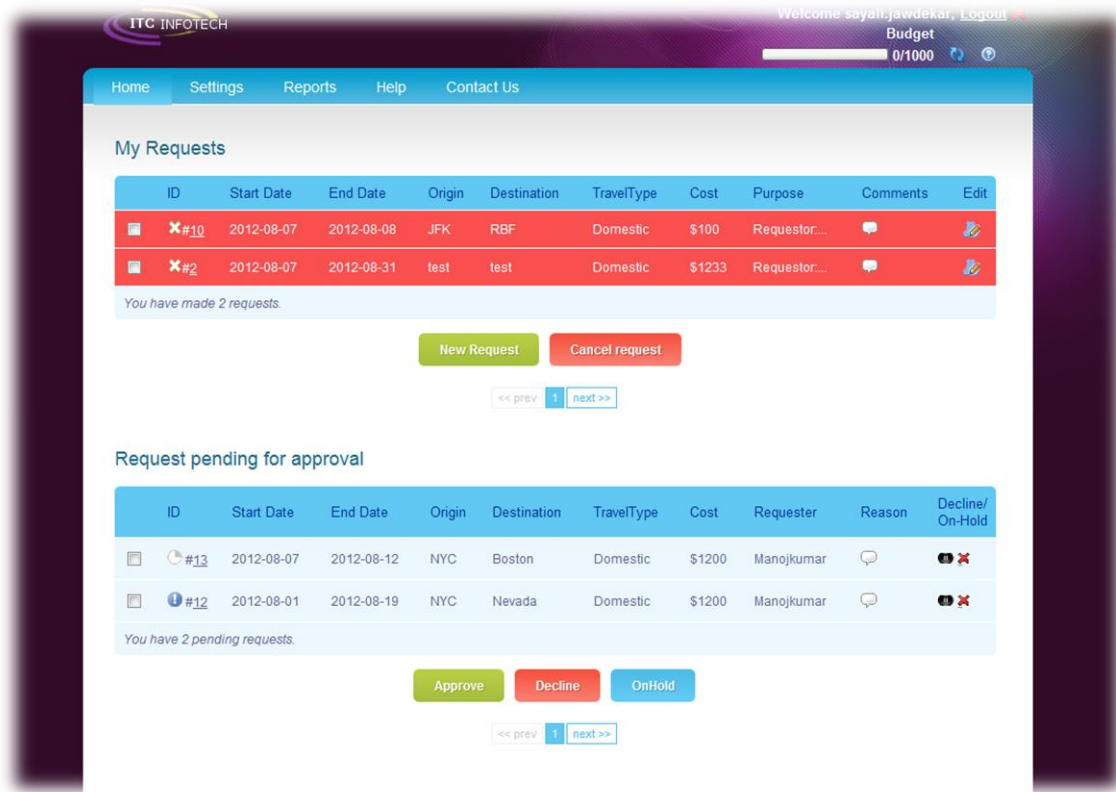 ITC INFOTECH
Welcome sayali.jawdekar, Logout
Budget
0/1000
Home Settings Reports Help Contact Us
My Requests
ID Start Date End Date Origin Destination TravelType Cost Purpose Comments Edit
#10 2012-08-07 2012-08-08 JFK RBF Domestic $100 Requestor:...
#2 2012-08-07 2012-08-31 test test Domestic $1233 Requestor:...
You have made 2 requests.
New Request Cancel request
<< prev 1 next >>
Request pending for approval
ID Start Date End Date Origin Destination TravelType Cost Requester Reason Decline/
On-Hold
#13 2012-08-07 2012-08-12 NYC Boston Domestic $1200 Manojkumar
#12 2012-08-01 2012-08-19 NYC Nevada Domestic $1200 Manojkumar
You have 2 pending requests.
Approve Decline OnHold
<< prev 1 next >>